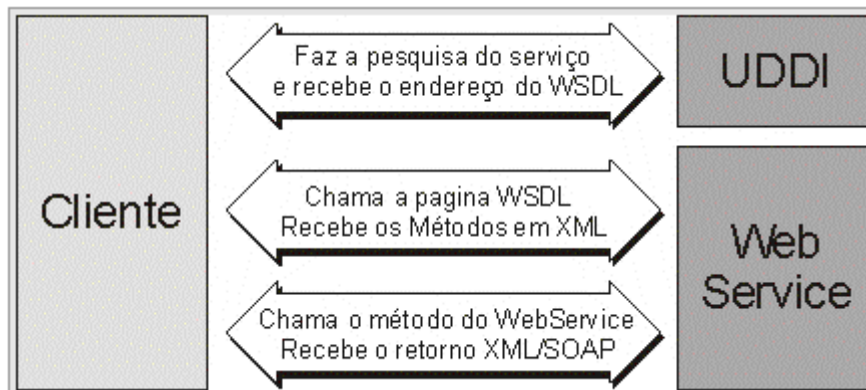 Cliente
Faz a pesquisa do serviço
e recebe o endereço do WSDL
UDDI
Chama a pagina WSDL
Recebe os Métodos em XML
Chama o método do WebService
Recebe o retorno XML/SOAP
Web
Service